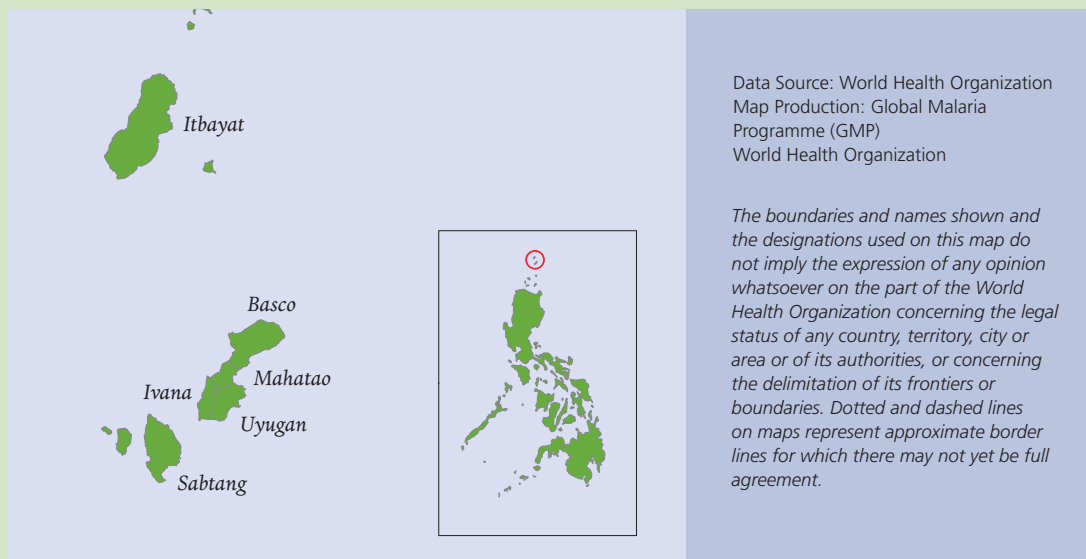 Itbayat
Basco
Ivana
Mahatao
Uyugan
Sabtang
Data Source: World Health Organization
Map Production: Global Malaria
Programme (GMP)
World Health Organization
The boundaries and names shown and
the designations used on this map do
not imply the expression of any opinion
whatsoever on the part of the World
Health Organization concerning the legal
status of any country, territory, city or
area or of its authorities, or concerning
the delimitation of its frontiers or
boundaries. Dotted and dashed lines
on maps represent approximate border
lines for which there may not yet be full
agreement.